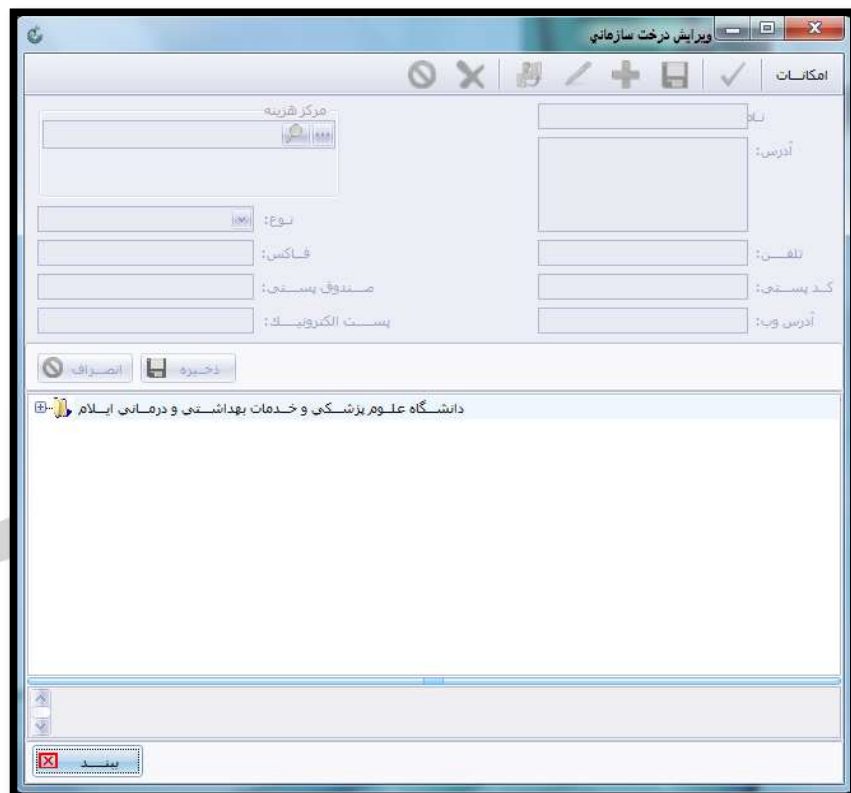 ویرایش درخت سازمانی
امکانات
نام
مرکز هزینه
آدرس:
نوع:
تلفن:
فاکس:
کد پستی:
صندوق پستی:
آدرس وب:
پست الکترونیک:
ذخیره
انصراف
دانشگاه علوم پزشکی و خدمات بهداشتی و درمانی ایلام
ببند